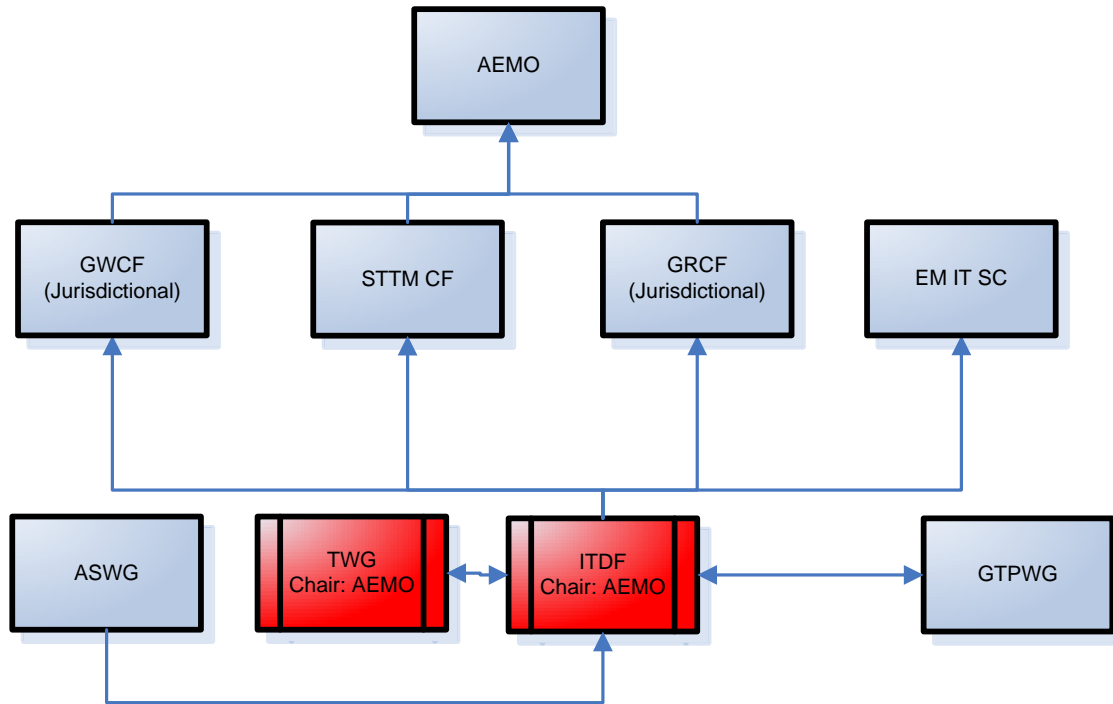 AEMO
GWCF
(Jurisdictional)
STTM CF
GRCF
(Jurisdictional)
EM IT SC
ASWG
TWG
Chair: AEMO
ITDF
Chair: AEMO
GTPWG